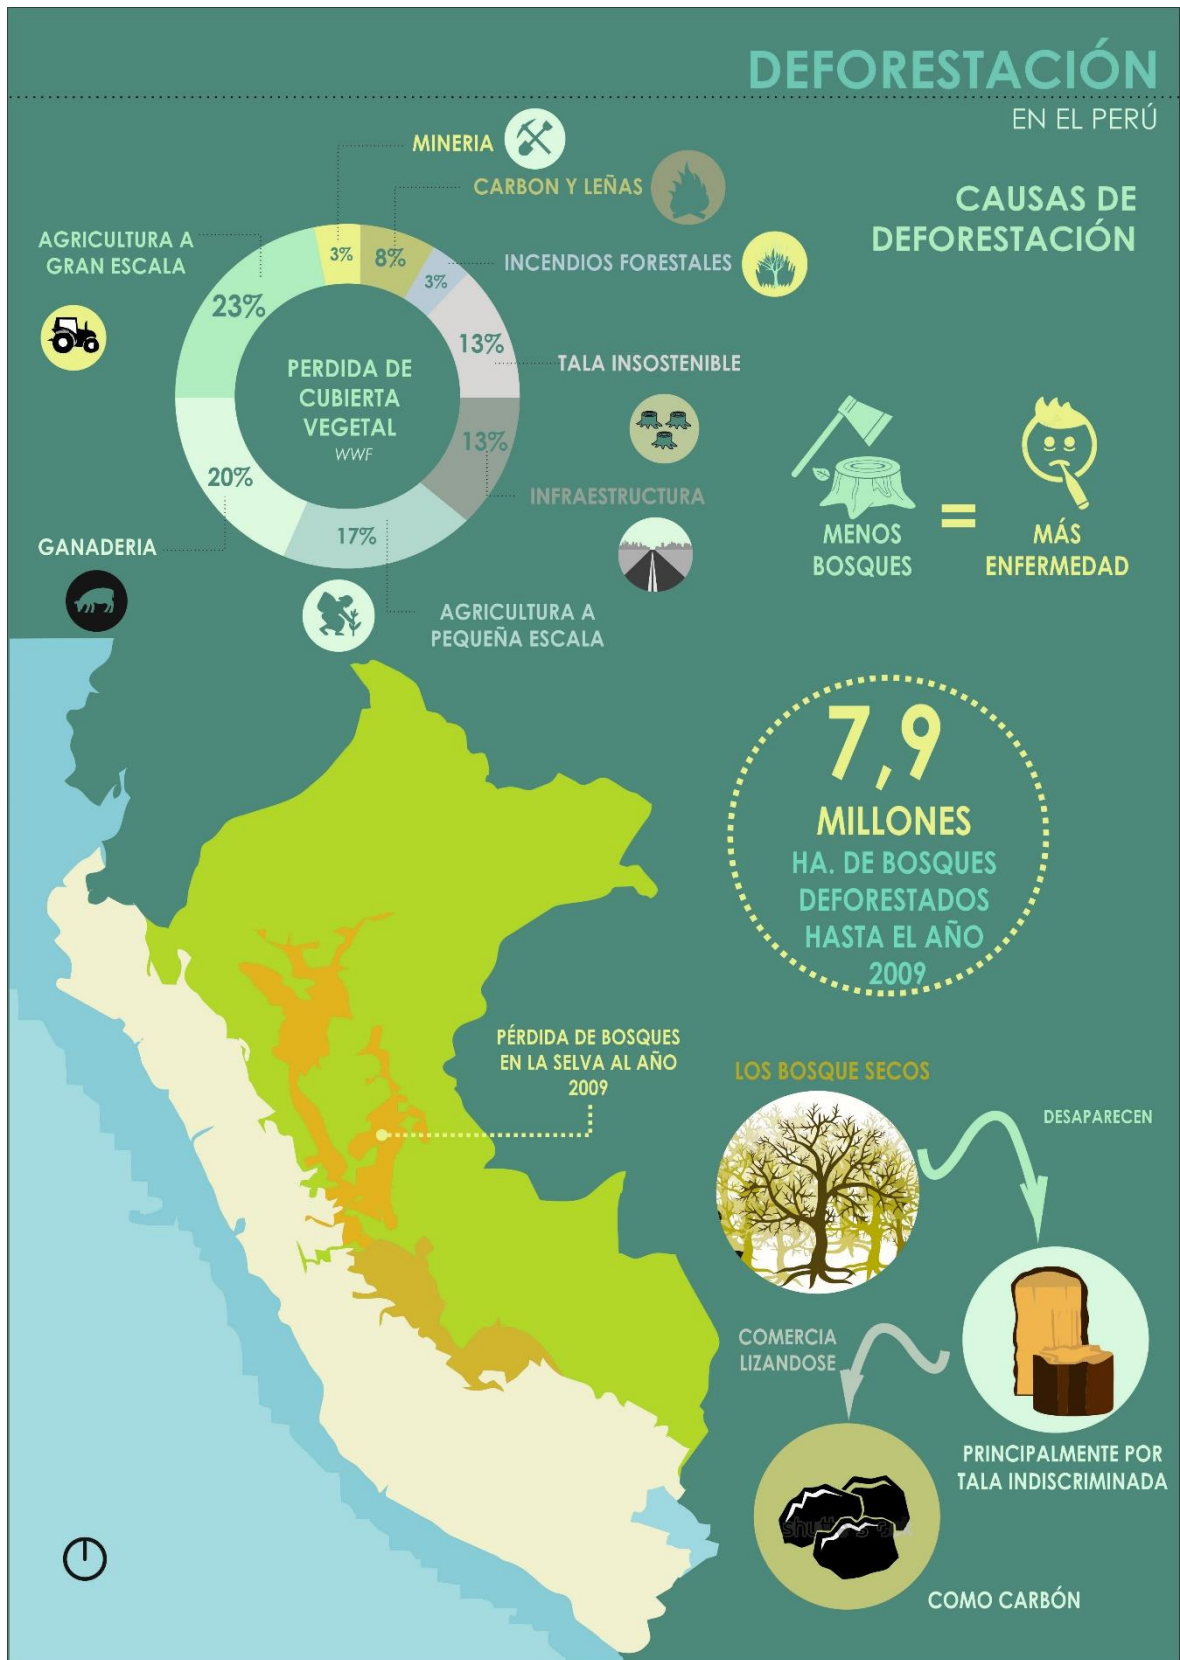 DEFORESTACIÓN
EN EL PERÚ
CAUSAS DE
DEFORESTACIÓN
MINERIA
CARBON Y LEÑAS
AGRICULTURA A
GRAN ESCALA
INCENDIOS FORESTALES
3%
8%
3%
23%
13%
TALA INSOSTENIBLE
PERDIDA DE
CUBIERTA
VEGETAL
WWF
13%
20%
INFRAESTRUCTURA
17%
GANADERIA
AGRICULTURA A
PEQUEÑA ESCALA
MENOS
BOSQUES
=
MÁS
ENFERMEDAD
7,9
MILLONES
HA. DE BOSQUES
DEFORESTADOS
HASTA EL AÑO
2009
PÉRDIDA DE BOSQUES
EN LA SELVA AL AÑO
2009
LOS BOSQUE SECOS
DESAPARECEN
PRINCIPALMENTE POR
TALA INDISCRIMINADA
COMERCIA
LIZANDOSE
COMO CARBÓN